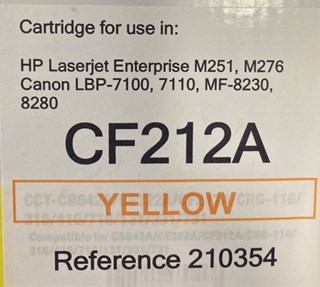 Cartridge for use in:
HP Laserjet Enterprise M251, M276
Canon LBP-7100, 7110, MF-8230,
8280
CF212A
YELLOW
Reference 210354